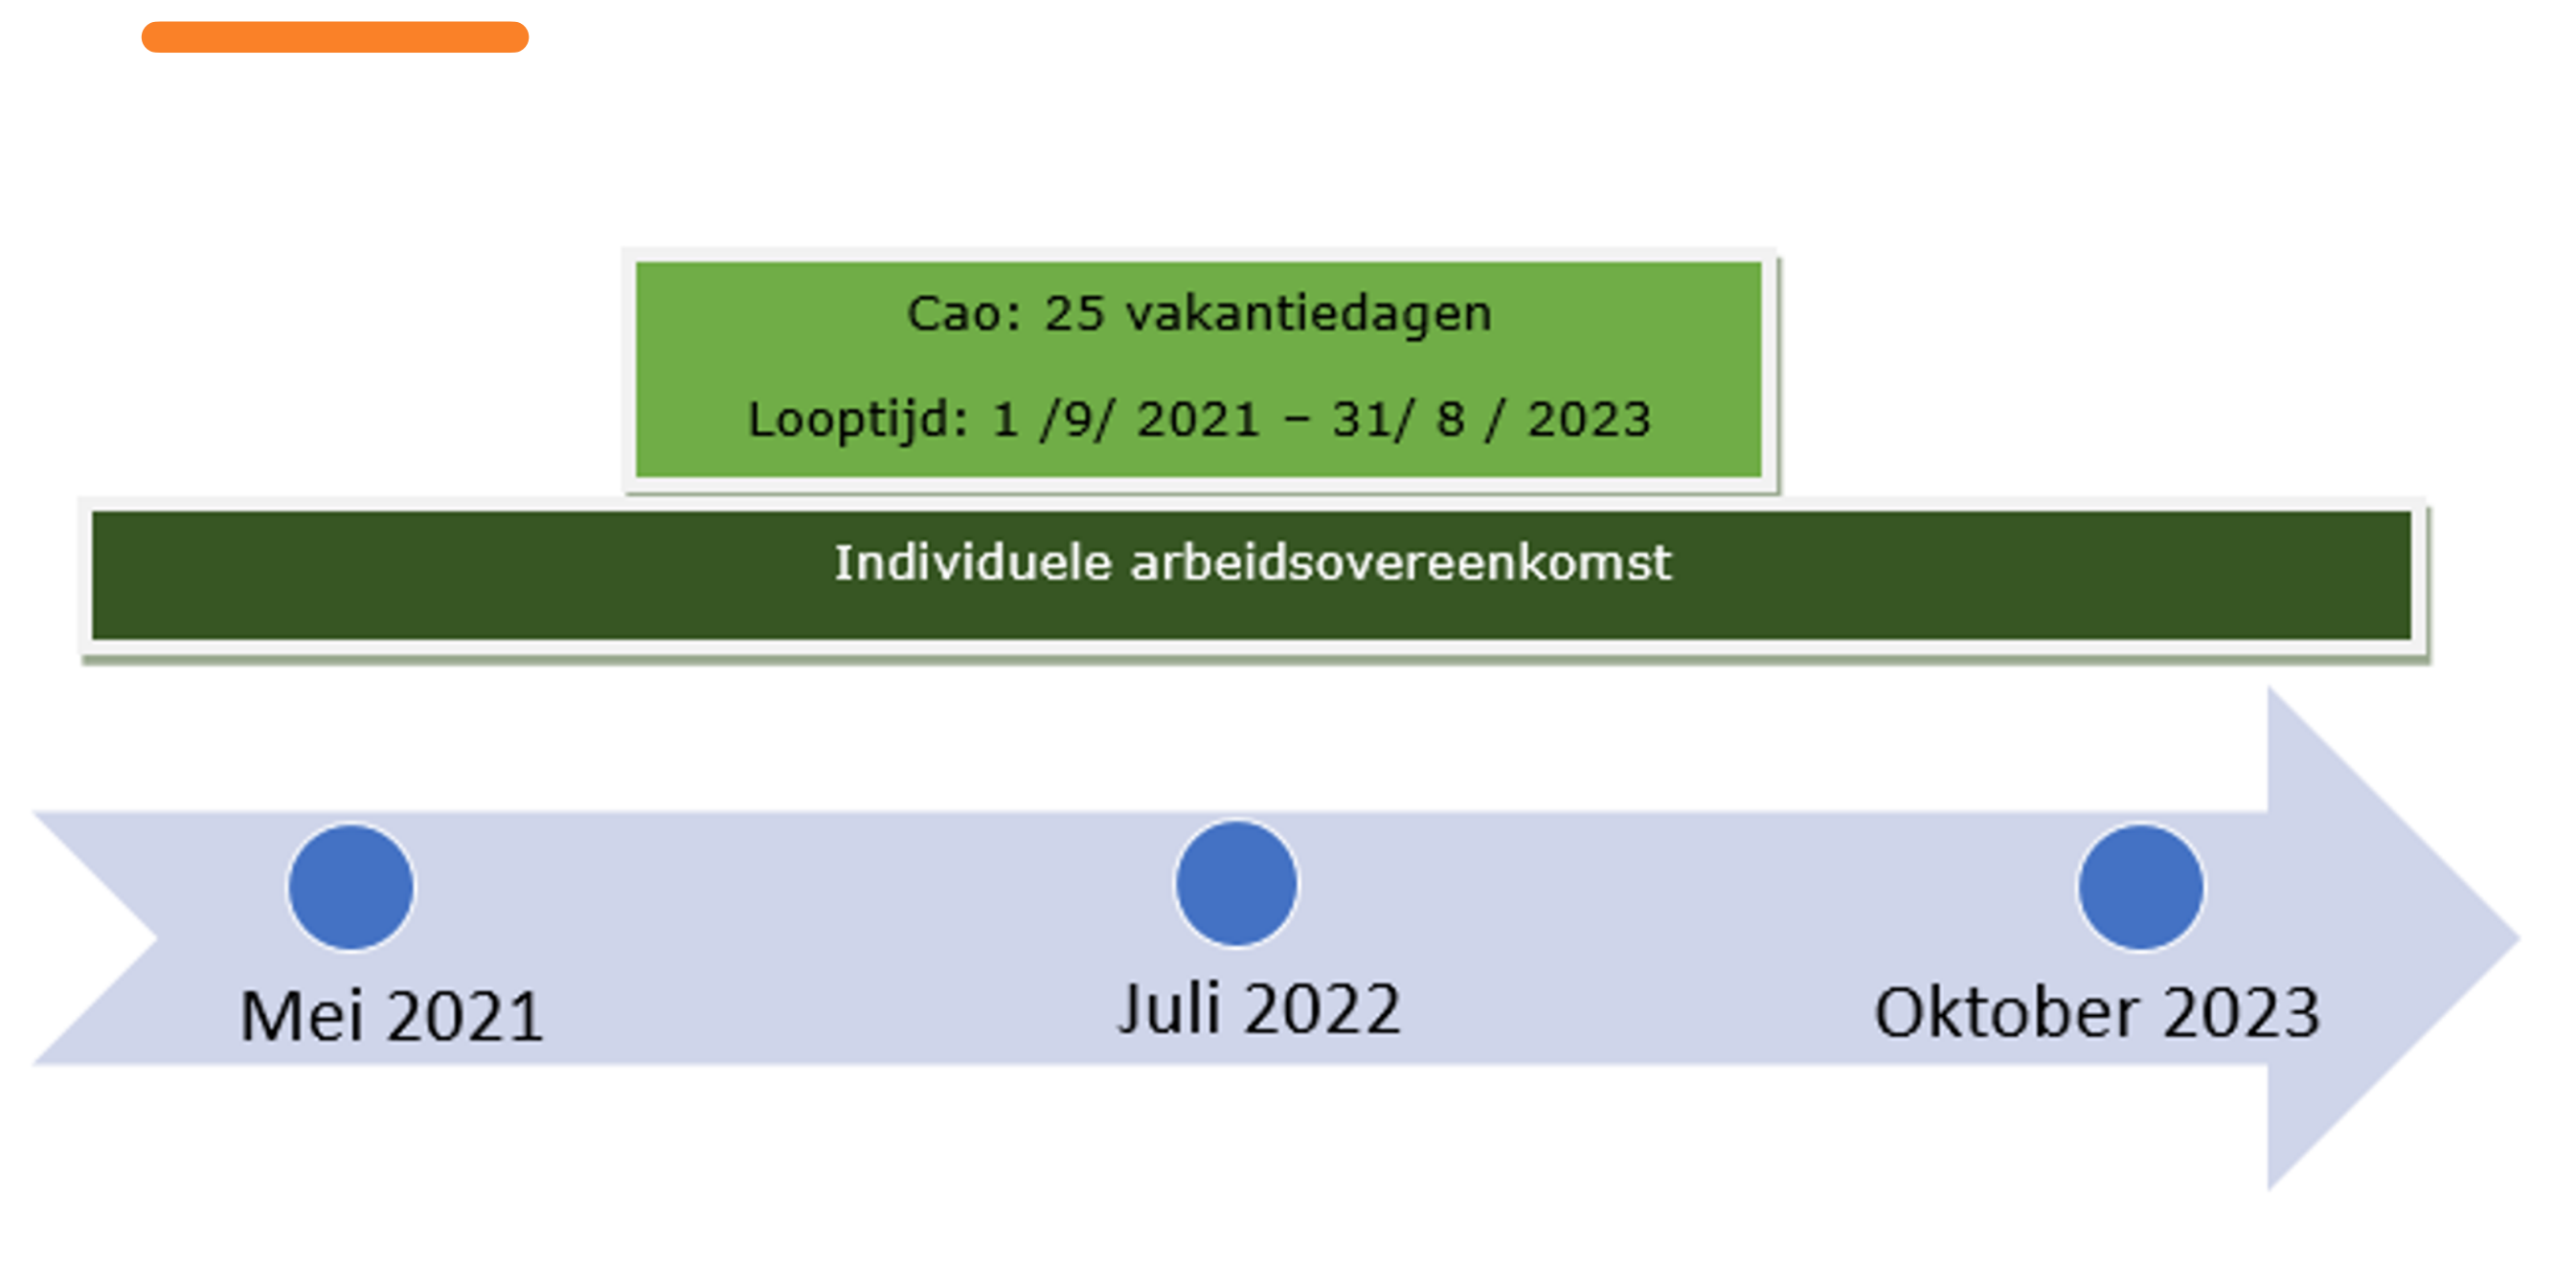 Cao: 25 vakantiedagen
Looptijd: 1 /9/ 2021 – 31/ 8 / 2023
Individuele arbeidsovereenkomst
Mei 2021
Juli 2022
Oktober 2023